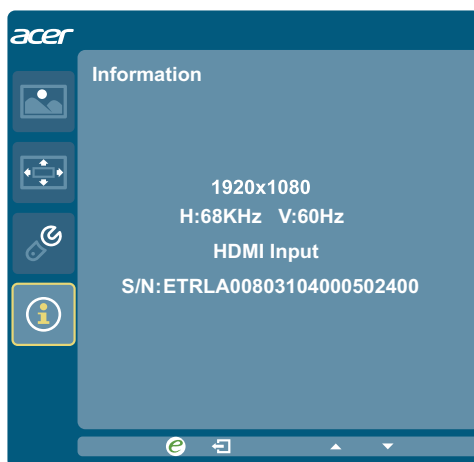 acer
Information
1920x1080
H:68KHz V:60Hz
HDMI Input
S/N:ETRLA00803104000502400